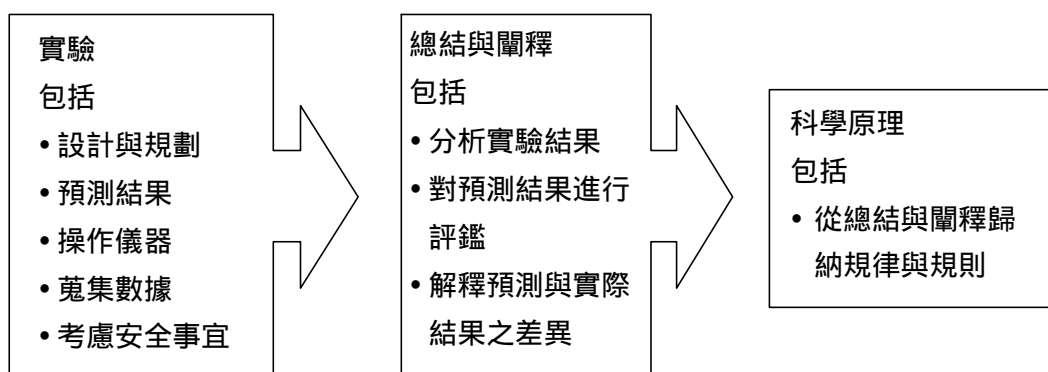 實驗
包括
• 設計與規劃
• 預測結果
• 操作儀器
• 蒐集數據
• 考慮安全事宜
總結與闡釋
包括
• 分析實驗結果
• 對預測結果進行
評鑑
• 解釋預測與實際
結果之差異
科學原理
包括
• 從總結與闡釋歸
納規律與規則